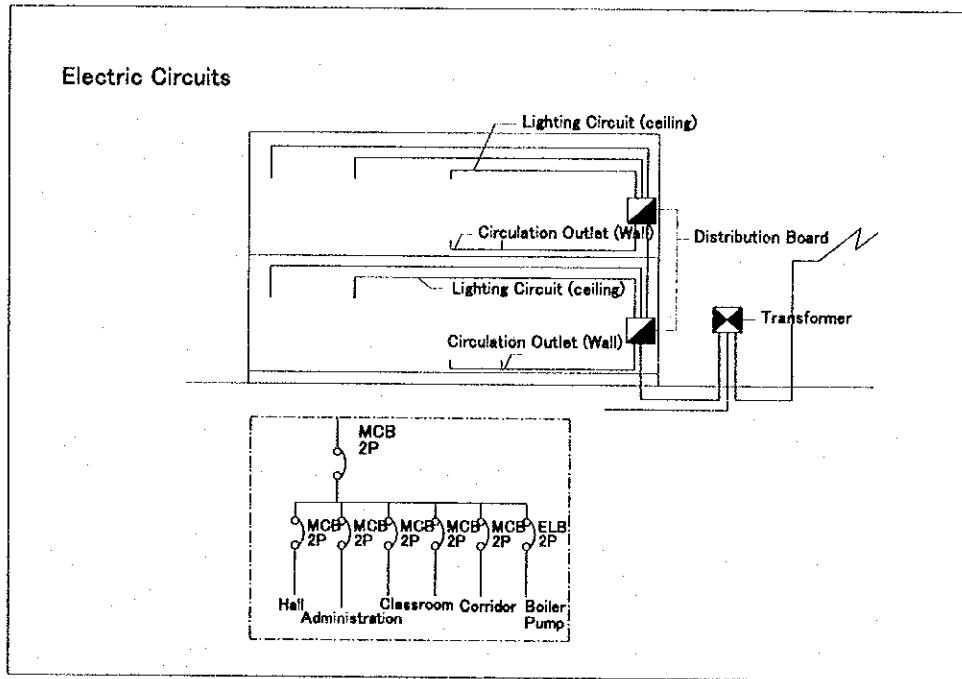 Electric Circuits
Lighting Circuit (ceiling)
Circulation Outlet (Wall)
Distribution Board
Lighting Circuit (ceiling)
Transformer
Circulation Outlet (Wall)
MCB
2P
MCB MCB MCB MCB MCB ELB
2P 2P 2P 2P 2P 2P
Hall Administration Classroom Corridor Boiler
Pump